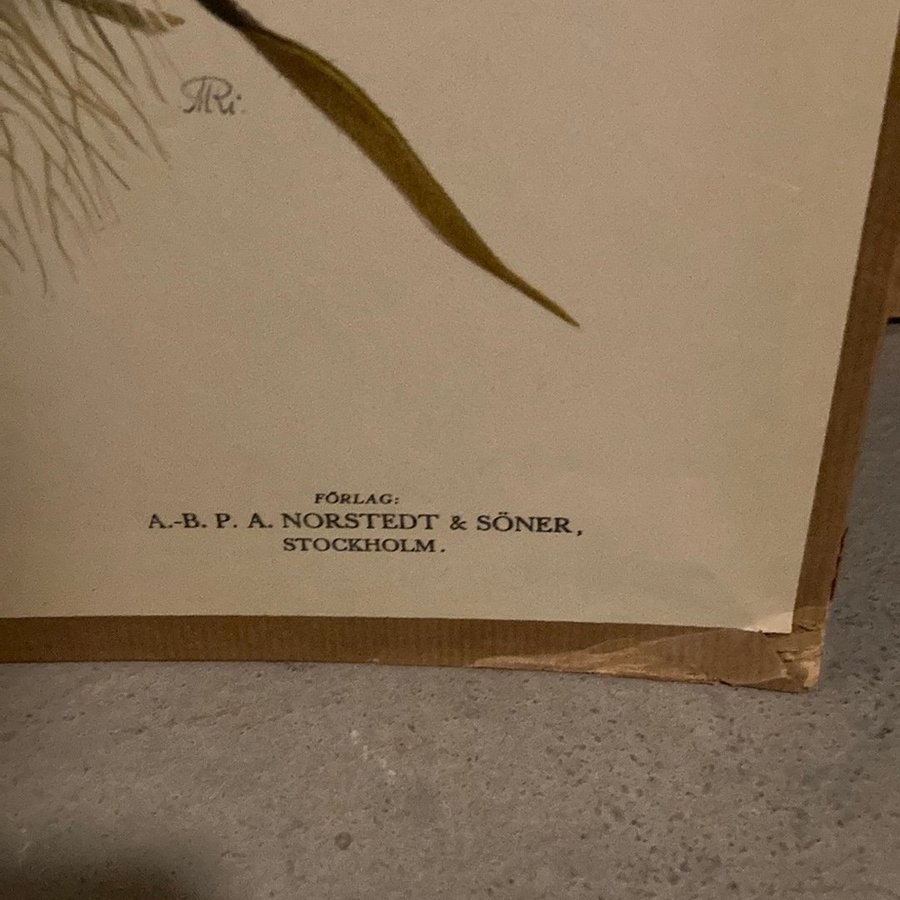 FÖRLAG:
A.-B. P. A. NORSTEDT & SÖNER,
STOCKHOLM.